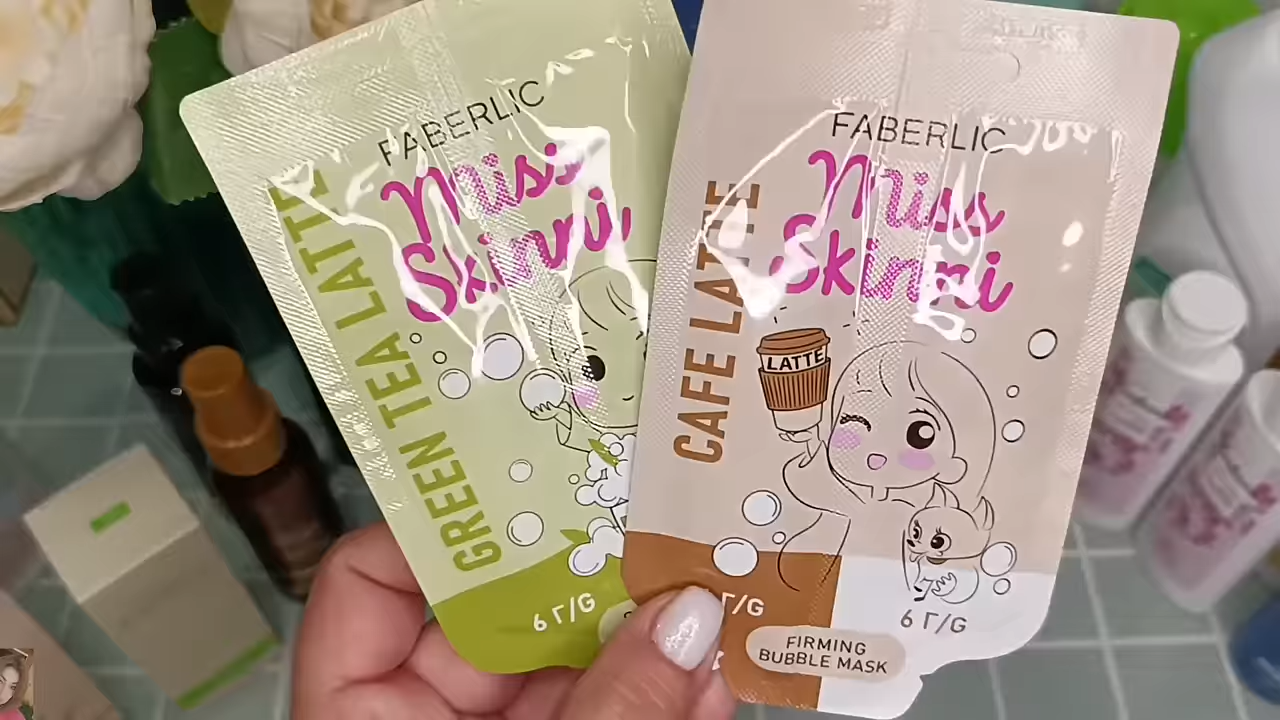 FABERLIC
Miss
Skinni
GREEN TEA LATTE
6 Г/G
FABERLIC
Miss
Skinni
CAFE LATTE
LATTE
Г/G
6 Г/G
FIRMING
BUBBLE MASK